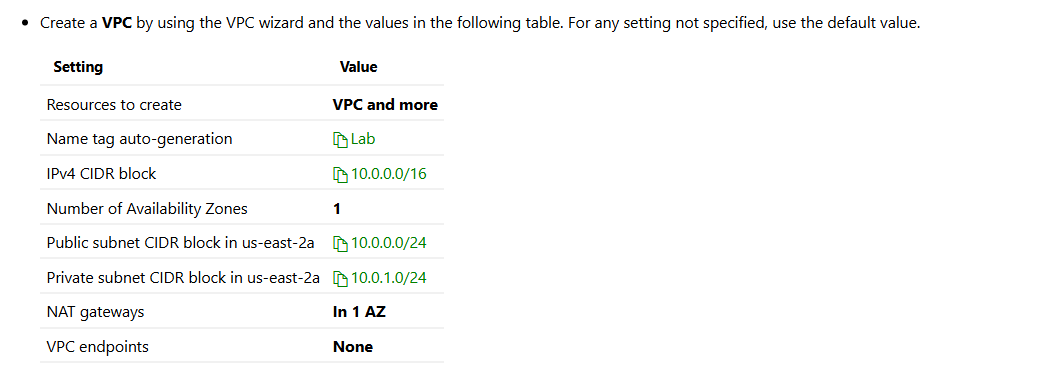 • Create a VPC by using the VPC wizard and the values in the following table. For any setting not specified, use the default value.
Setting Value
Resources to create VPC and more
Name tag auto-generation Lab
IPv4 CIDR block 10.0.0.0/16
Number of Availability Zones 1
Public subnet CIDR block in us-east-2a 10.0.0.0/24
Private subnet CIDR block in us-east-2a 10.0.1.0/24
NAT gateways In 1 AZ
VPC endpoints None